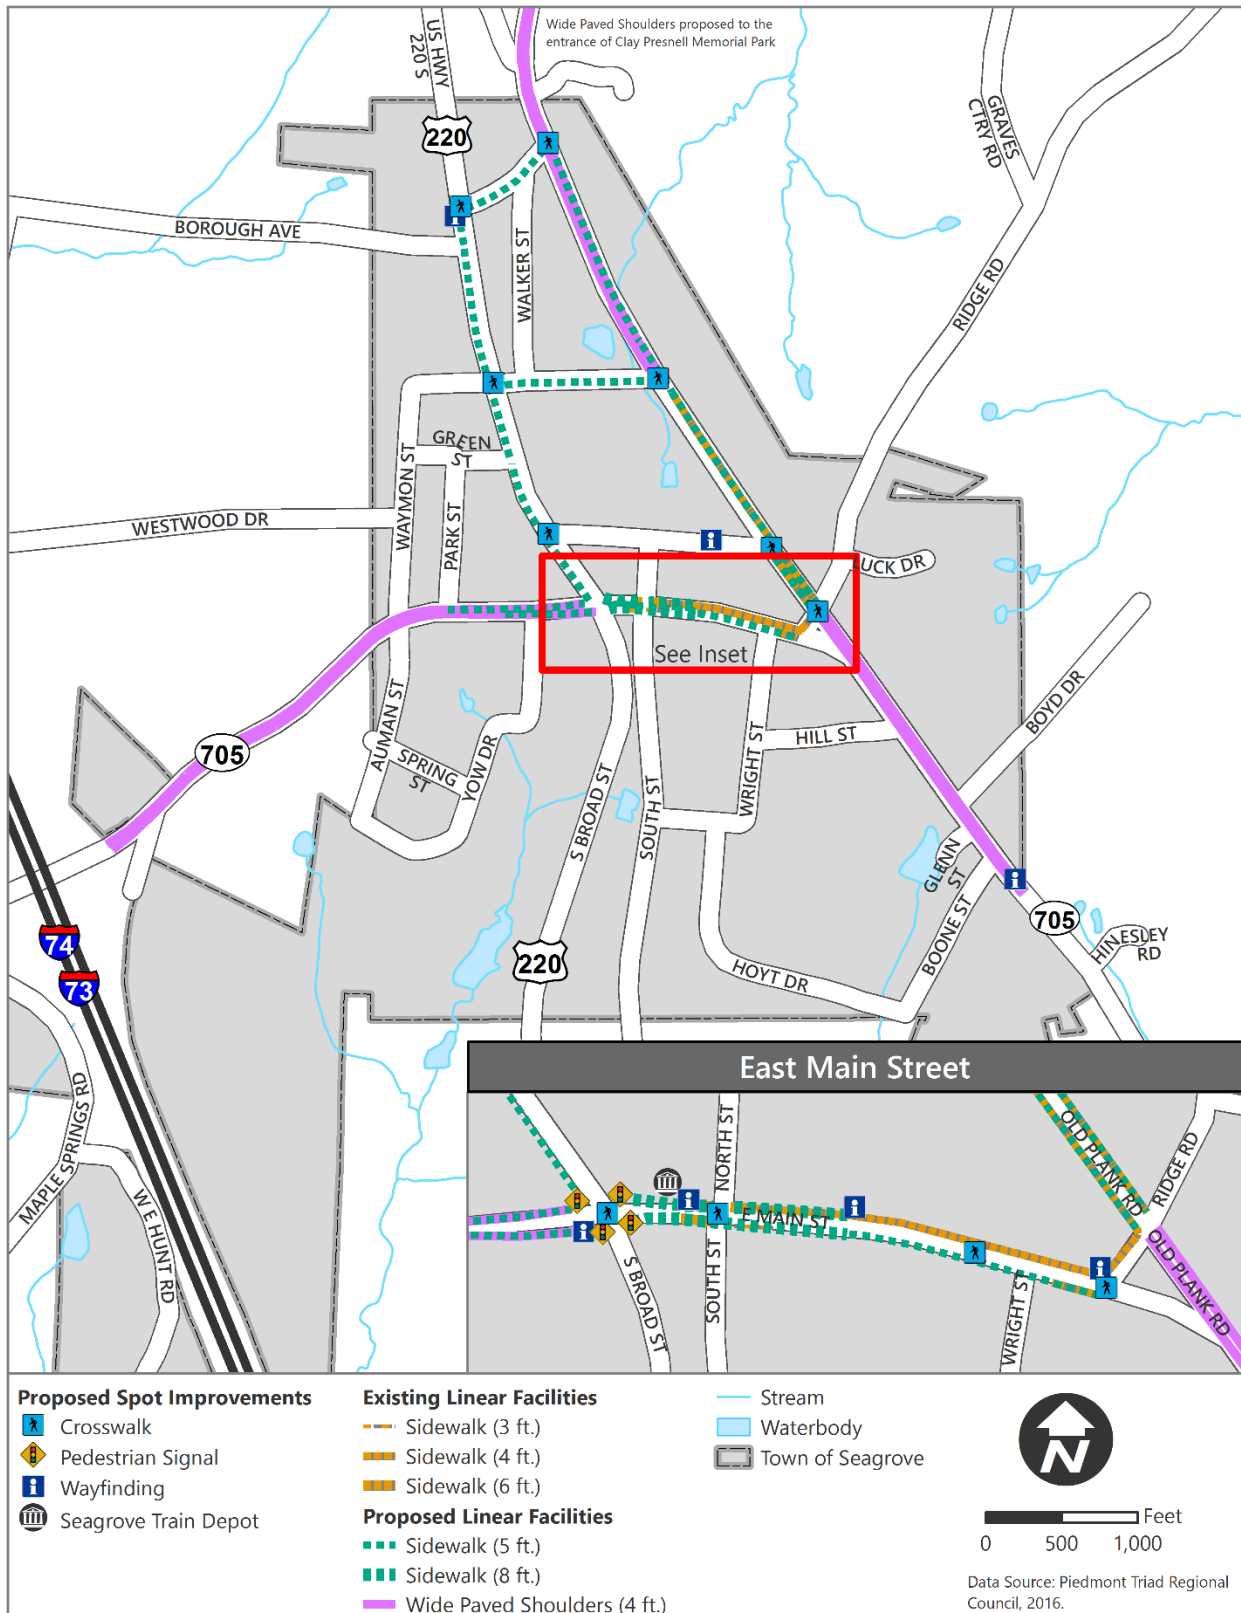 Wide Paved Shoulders proposed to the
entrance of Clay Presnell Memorial Park
US HWY
220 S
220
GRAVES
CTRY RD
BOROUGH AVE
WALKER ST
RIDGE RD
GREEN
ST
WAYMON ST
WESTWOOD DR
PARK ST
LUCK DR
See Inset
705
AUMAN ST
SPRING
ST
YOW DR
S BROAD ST
SOUTH ST
WRIGHT ST
HILL ST
BOYD DR
GLENN
ST
BOONE ST
705
HINESLEY
RD
74
73
220
HOYT DR
MAPLE SPRINGS RD
W E HUNT RD
East Main Street
NORTH ST
OLD PLANK RD
RIDGE RD
E MAIN ST
S BROAD ST
SOUTH ST
WRIGHT ST
OLD PLANK RD
Proposed Spot Improvements
Crosswalk
Pedestrian Signal
Wayfinding
Seagrove Train Depot
Existing Linear Facilities
Sidewalk (3 ft.)
Sidewalk (4 ft.)
Sidewalk (6 ft.)
Proposed Linear Facilities
Sidewalk (5 ft.)
Sidewalk (8 ft.)
Wide Paved Shoulders (4 ft.)
Stream
Waterbody
Town of Seagrove
N
Feet
0 500 1,000
Data Source: Piedmont Triad Regional
Council, 2016.